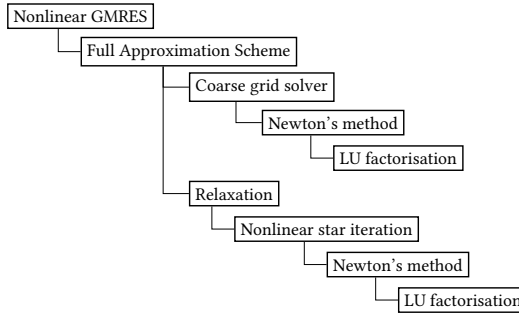 Nonlinear GMRES
Full Approximation Scheme
Coarse grid solver
Newton's method
LU factorisation
Relaxation
Nonlinear star iteration
Newton's method
LU factorisation